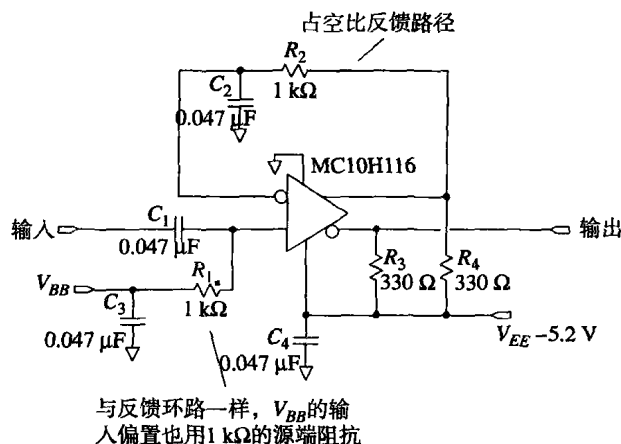 占空比反馈路径
R2
1 kΩ
C2
0.047 μF
MC10H116
输入
C1
0.047 μF
输出
VBB
R1
1 kΩ
C3
0.047 μF
R3
330 Ω
R4
330 Ω
C4
0.047 μF
VEE –5.2 V
与反馈环路一样，VBB的输
人偏置也用1 kΩ的源端阻抗